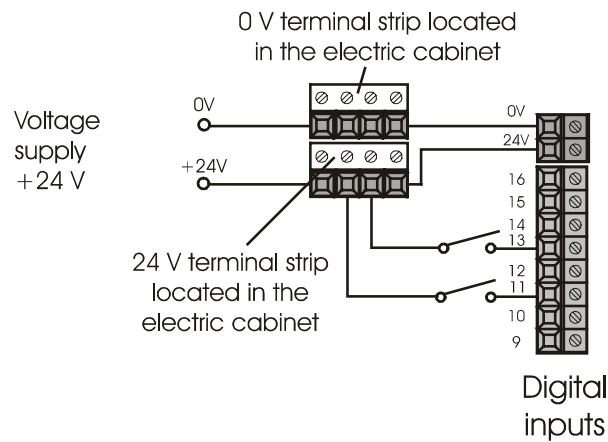 0 V terminal strip located
in the electric cabinet
Voltage
supply
+24 V
0V
+24V
0V
24V
16
15
14
13
12
11
10
9
24 V terminal strip
located in the
electric cabinet
Digital
inputs